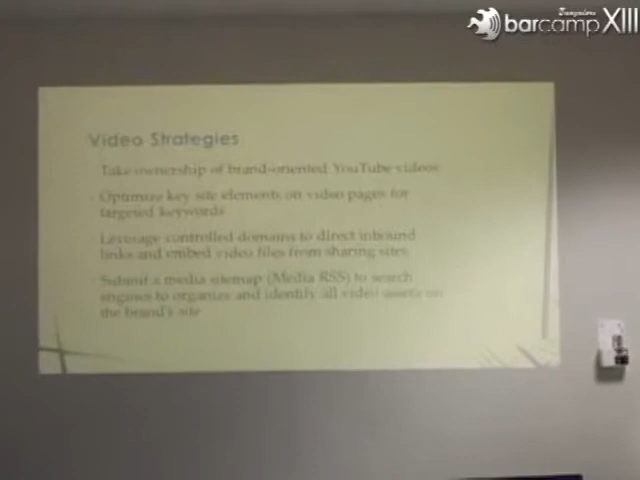 Bangalore
barcamp XIII
Video Strategies
Take ownership of brand-oriented YouTube videos
Optimize key site elements on video pages for
targeted keywords
Leverage controlled domains to direct inbound
links and embed video files from sharing sites
Submit a media sitemap (Media RSS) to search
engines to organize and identify all video assets on
the brand's site